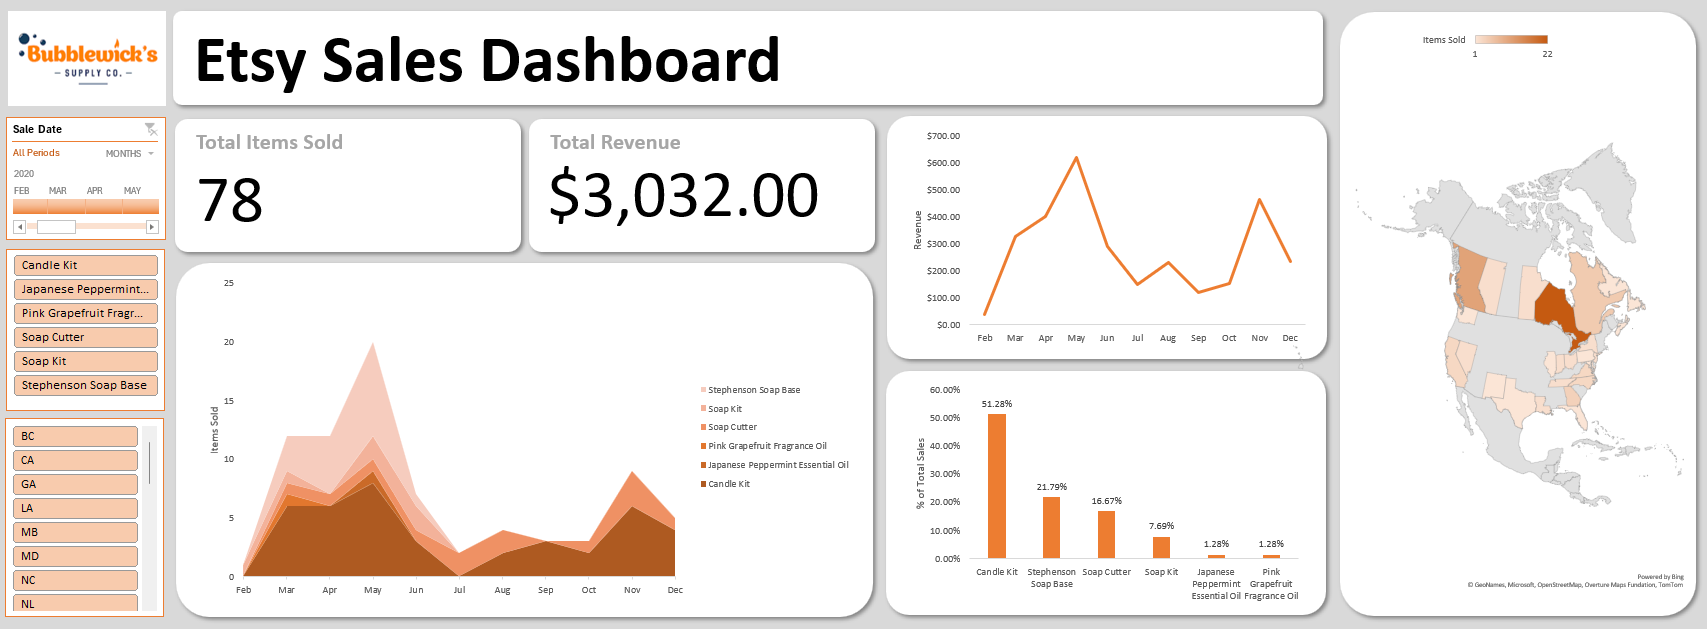 Bubblewick's
SUPPLY CO.
Etsy Sales Dashboard
Sale Date
All Periods
MONTHS
2020
FEB MAR APR MAY
Candle Kit
Japanese Peppermint...
Pink Grapefruit Fragr...
Soap Cutter
Soap Kit
Stephenson Soap Base
BC
CA
GA
LA
MB
MD
NC
NL
Total Items Sold
78
Total Revenue
$3,032.00
Items Sold
25
20
15
10
5
0
Feb Mar Apr May Jun Jul Aug Sep Oct Nov Dec
Stephenson Soap Base
Soap Kit
Soap Cutter
Pink Grapefruit Fragrance Oil
Japanese Peppermint Essential Oil
Candle Kit
Revenue
$700.00
$600.00
$500.00
$400.00
$300.00
$200.00
$100.00
$0.00
Feb Mar Apr May Jun Jul Aug Sep Oct Nov Dec
% of Total Sales
60.00%
50.00%
40.00%
30.00%
20.00%
10.00%
0.00%
51.28%
21.79%
16.67%
7.69%
1.28%
1.28%
Candle Kit
Stephenson
Soap Base
Soap Cutter
Soap Kit
Japanese
Peppermint
Essential Oil
Pink
Grapefruit
Fragrance Oil
Items Sold
1 22
Powered by Bing
© GeoNames, Microsoft, OpenStreetMap, Overture Maps Fundation, TomTom